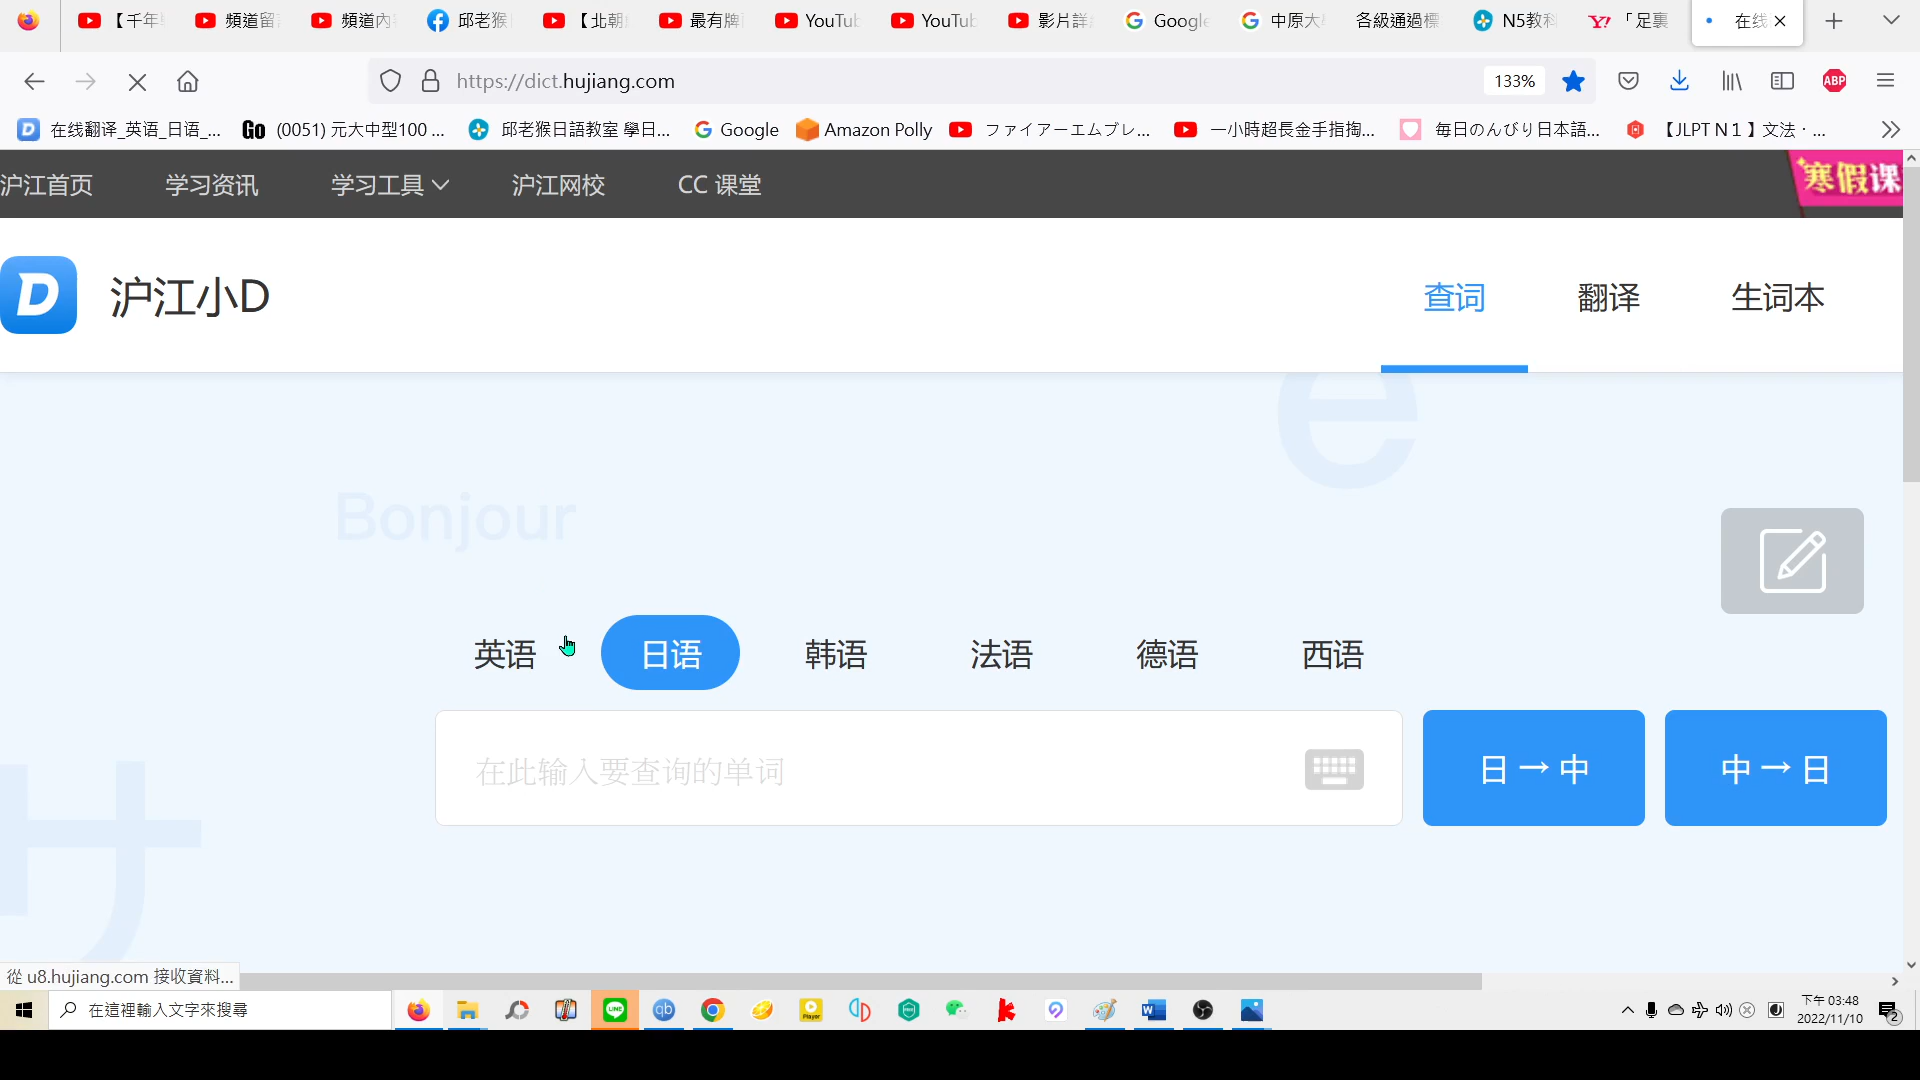 【千年
頻道留
頻道內
邱老猴
【北朝
最有牌
YouTub
YouTub
影片詳
Google
中原大
各級通過標
N5教科
「足裏
在线
https://dict.hujiang.com
133%
ABP
在线翻译_英语_日语_...
(0051) 元大中型100 ...
邱老猴日語教室 學日...
Google
Amazon Polly
ファイアーエムブレ...
一小時超長金手指掏...
毎日のんびり日本語...
【JLPT N１】文法・...
沪江首页
学习资讯
学习工具
沪江网校
CC 课堂
寒假课
沪江小D
查词
翻译
生词本
e
Bonjour
英语
日语
韩语
法语
德语
西语
在此输入要查询的单词
日 → 中
中 → 日
サ
從 u8.hujiang.com 接收資料...
在這裡輸入文字來搜尋
下午 03:48
2022/11/10
2